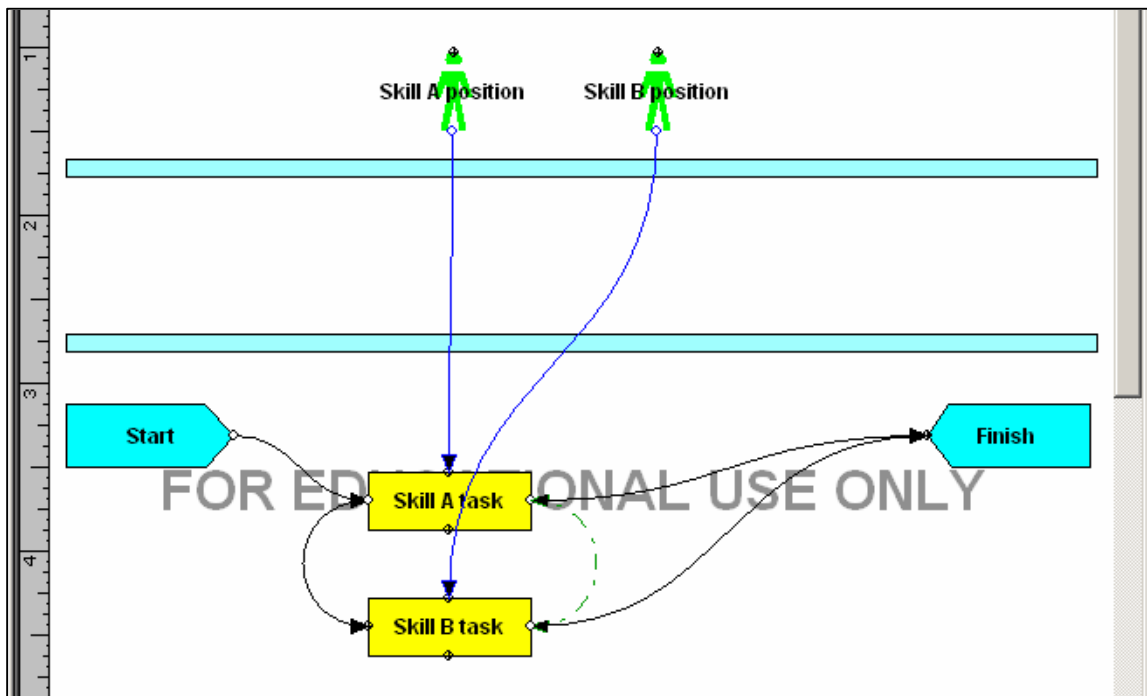 1
Skill A position
Skill B position
2
3
Start
Finish
FOR EDUCATIONAL USE ONLY
Skill A task
4
Skill B task